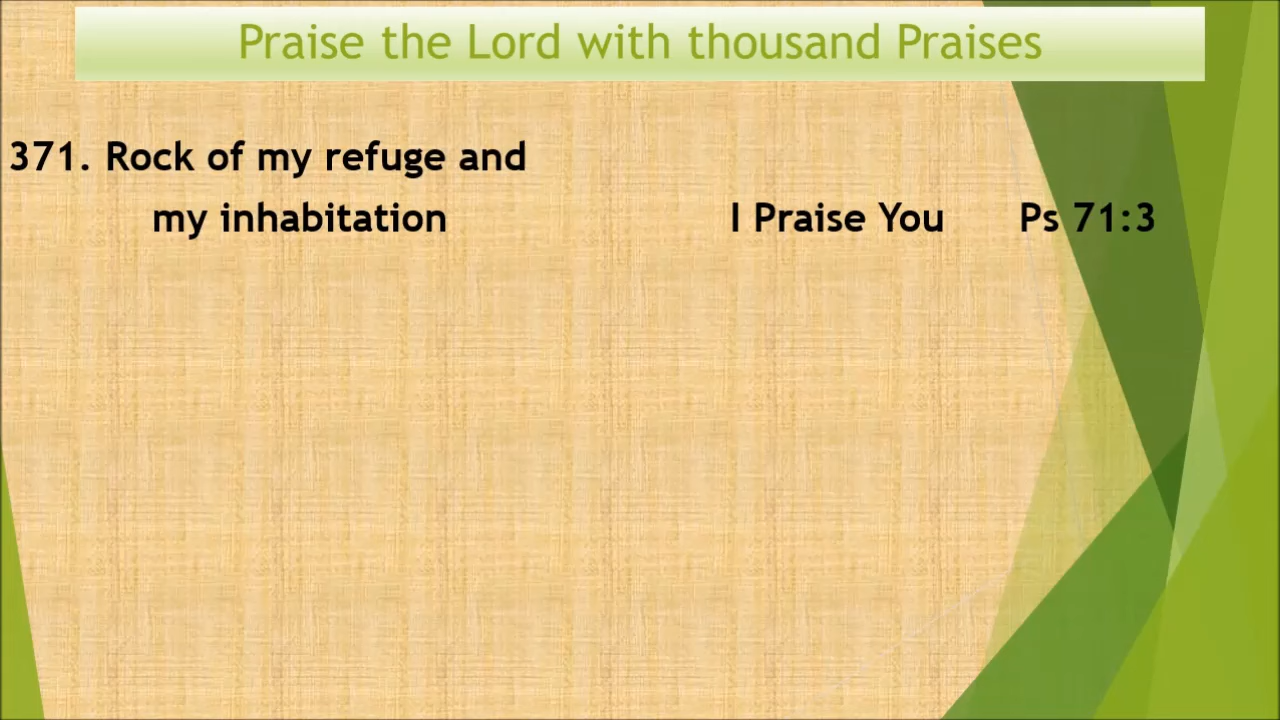 Praise the Lord with thousand Praises
371. Rock of my refuge and
my inhabitation I Praise You Ps 71:3